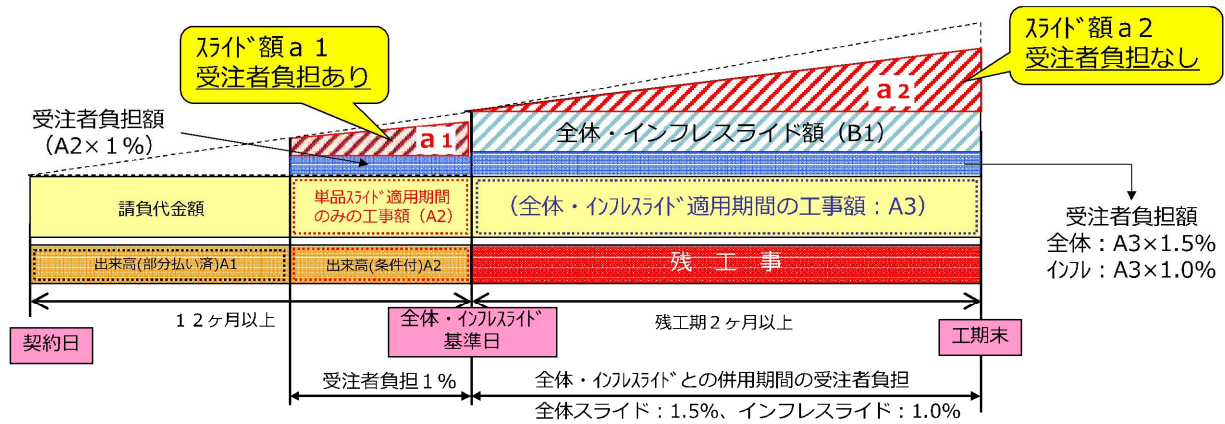 ｽﾗｲﾄﾞ額ａ１
受注者負担あり
ｽﾗｲﾄﾞ額ａ２
受注者負担なし
受注者負担額
（A2×１%）
ａ1
ａ2
全体・インフレスライド額（B1）
請負代金額
単品ｽﾗｲﾄﾞ適用期間
のみの工事額（A2）
（全体・ｲﾝﾌﾚｽﾗｲﾄﾞ適用期間の工事額：A3）
受注者負担額
全体：A3×1.5%
ｲﾝﾌﾚ：A3×1.0%
出来高(部分払い済)A1
出来高(条件付)A2
残　工　事
１２ヶ月以上
残工期２ヶ月以上
契約日
全体・ｲﾝﾌﾚｽﾗｲﾄﾞ
基準日
工期末
受注者負担１%
全体・ｲﾝﾌﾚｽﾗｲﾄﾞとの併用期間の受注者負担
全体スライド：1.5%、インフレスライド：1.0%